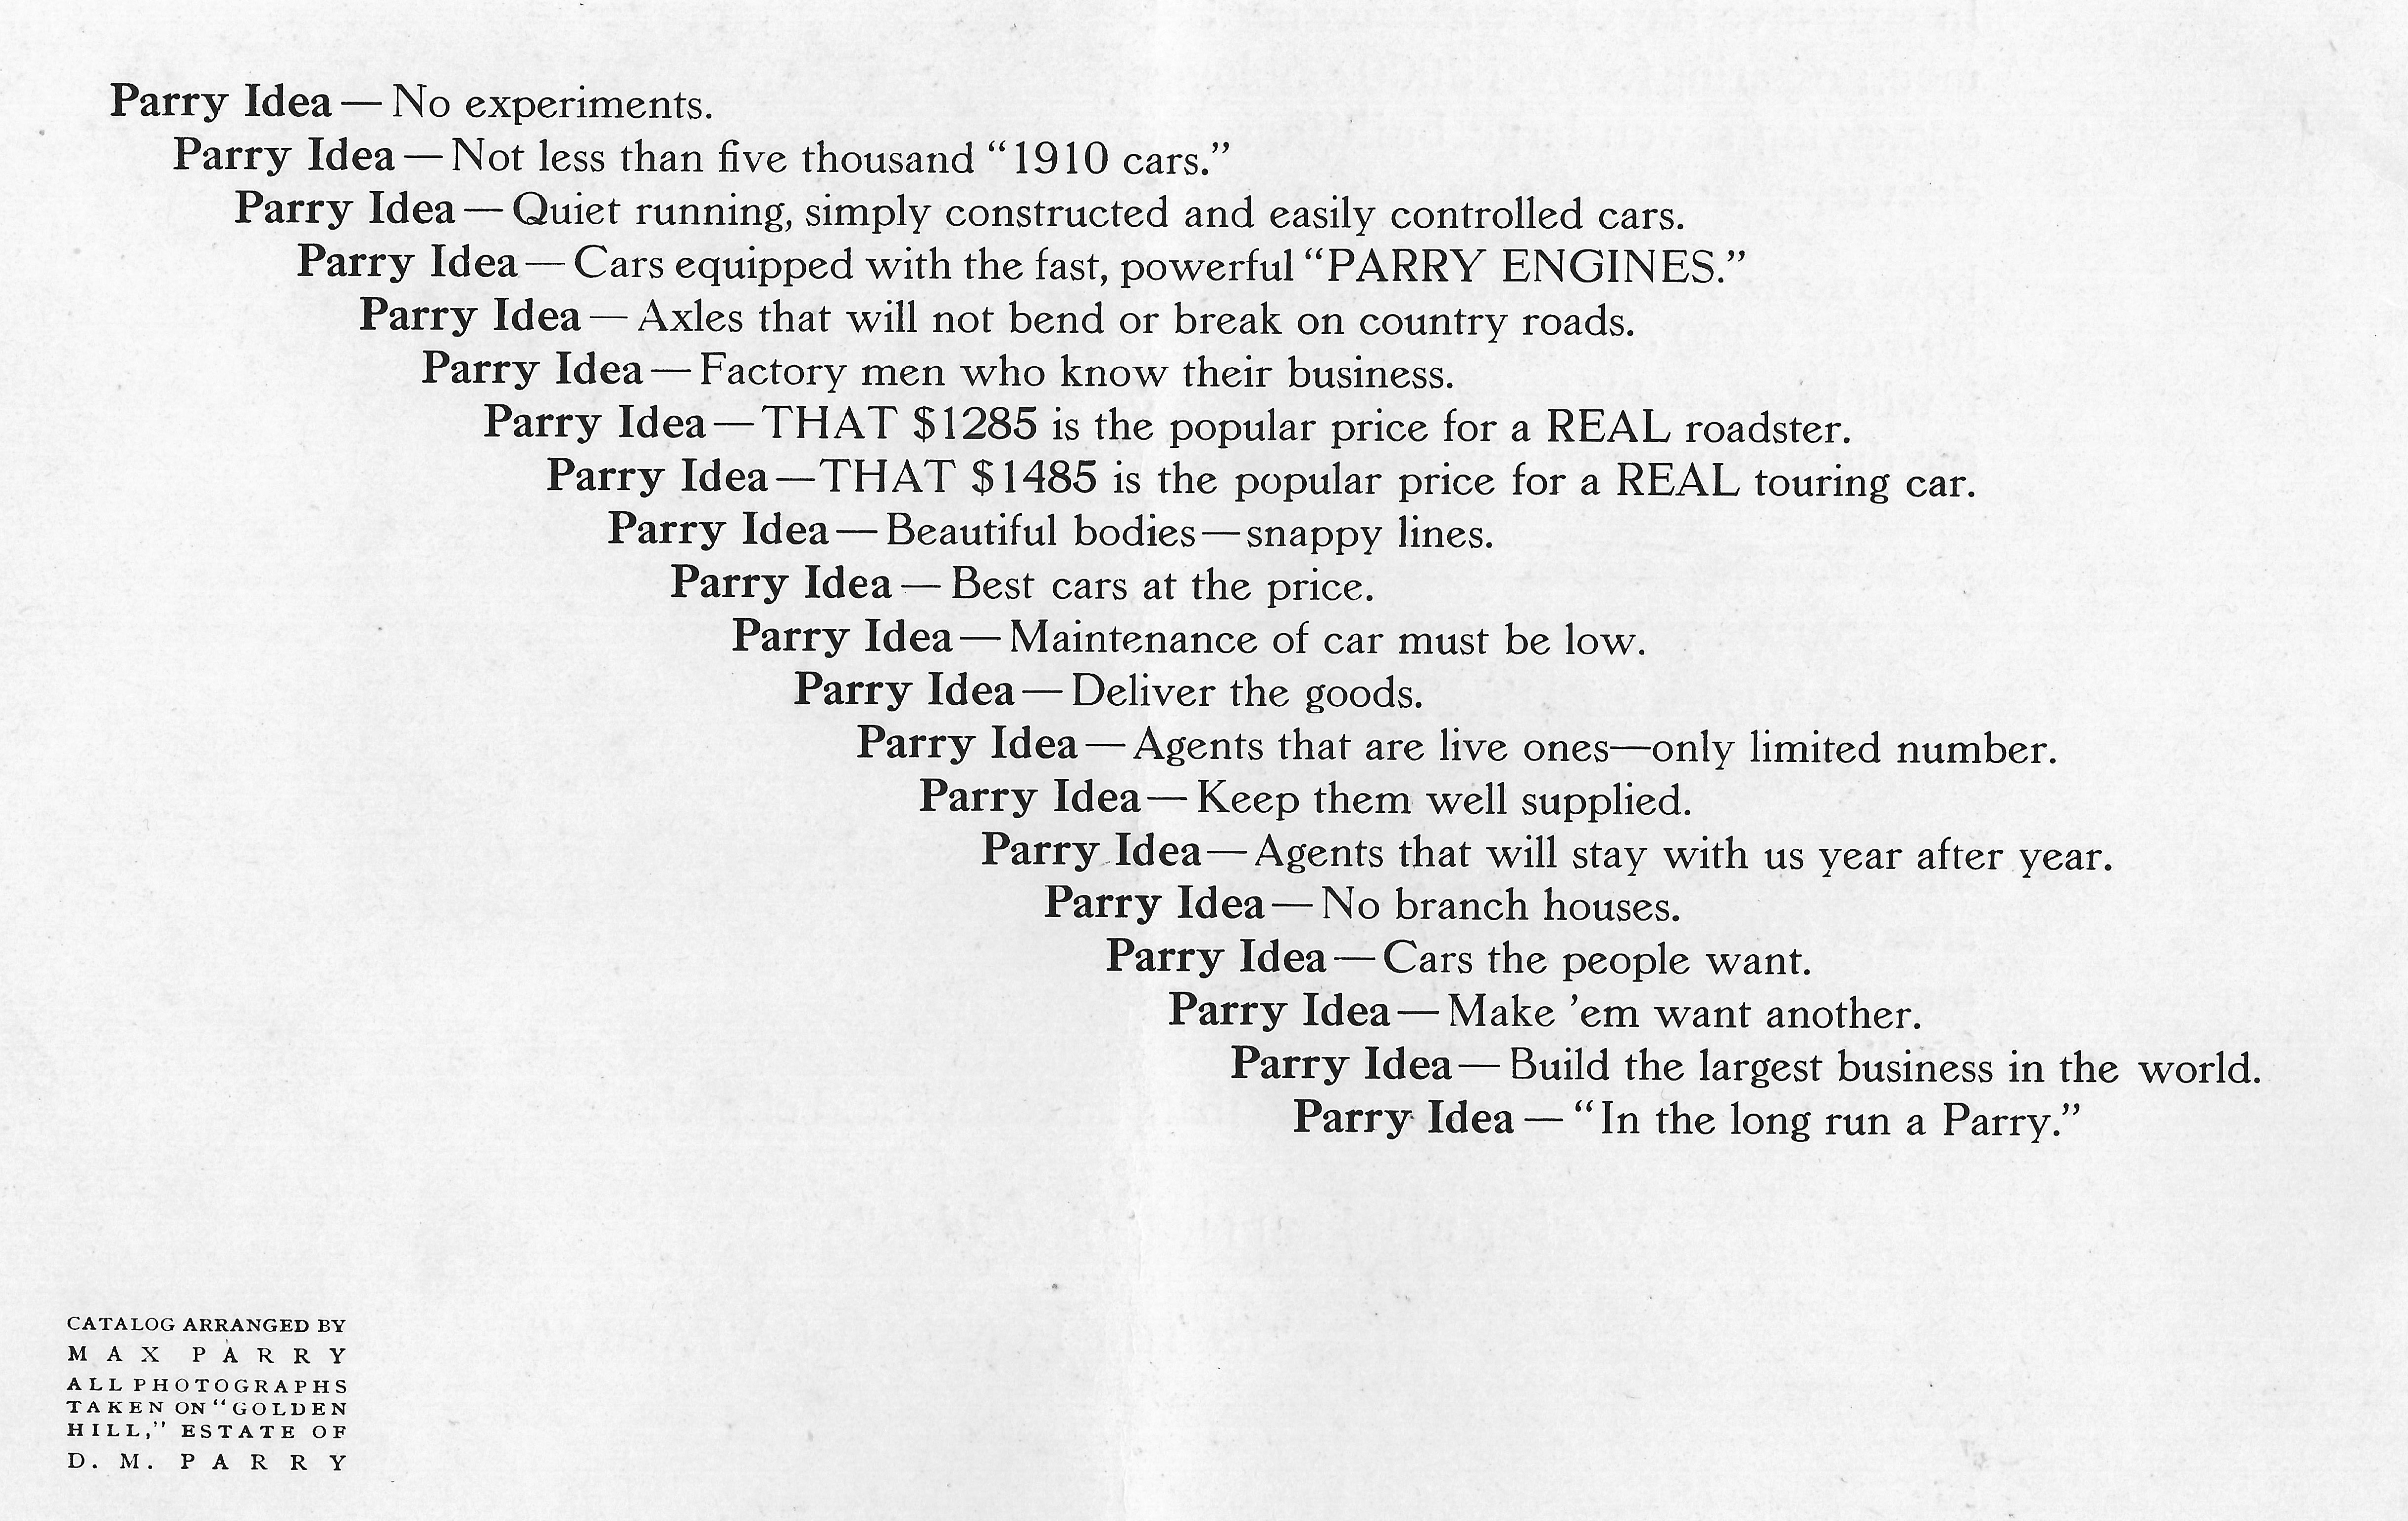 Parry Idea — No experiments.
Parry Idea — Not less than five thousand “1910 cars.”
Parry Idea — Quiet running, simply constructed and easily controlled cars.
Parry Idea — Cars equipped with the fast, powerful “PARRY ENGINES.”
Parry Idea — Axles that will not bend or break on country roads.
Parry Idea — Factory men who know their business.
Parry Idea — THAT $1285 is the popular price for a REAL roadster.
Parry Idea — THAT $1485 is the popular price for a REAL touring car.
Parry Idea — Beautiful bodies — snappy lines.
Parry Idea — Best cars at the price.
Parry Idea — Maintenance of car must be low.
Parry Idea — Deliver the goods.
Parry Idea — Agents that are live ones—only limited number.
Parry Idea — Keep them well supplied.
Parry Idea — Agents that will stay with us year after year.
Parry Idea — No branch houses.
Parry Idea — Cars the people want.
Parry Idea — Make ’em want another.
Parry Idea — Build the largest business in the world.
Parry Idea — “In the long run a Parry.”
CATALOG ARRANGED BY
MAX PARRY
ALL PHOTOGRAPHS
TAKEN ON “GOLDEN
HILL,” ESTATE OF
D. M. PARRY